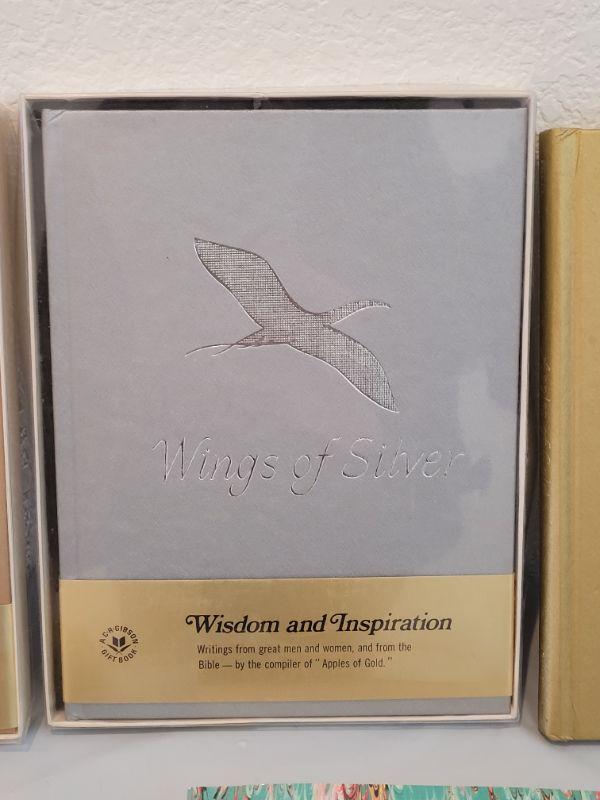 Wings of Silver
Wisdom and Inspiration
Writings from great men and women, and from the
Bible — by the compiler of "Apples of Gold."
A C.R. GIBSON
GIFT BOOK